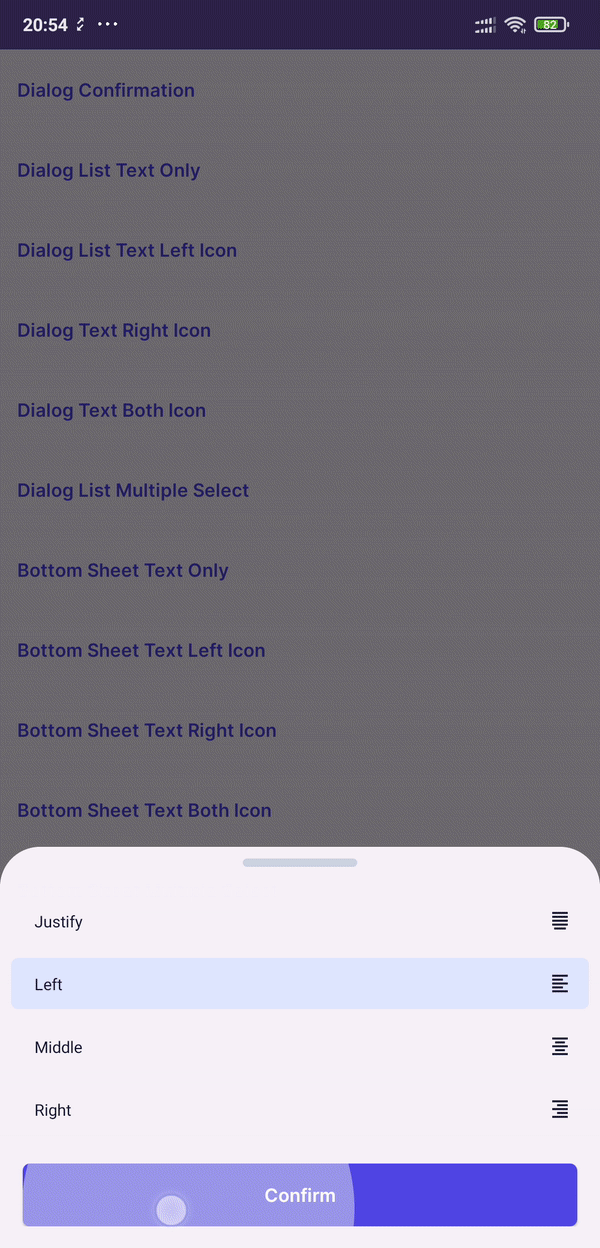 20:54 82
Dialog Confirmation
Dialog List Text Only
Dialog List Text Left Icon
Dialog Text Right Icon
Dialog Text Both Icon
Dialog List Multiple Select
Bottom Sheet Text Only
Bottom Sheet Text Left Icon
Bottom Sheet Text Right Icon
Bottom Sheet Text Both Icon
Justify
Left
Middle
Right
Confirm